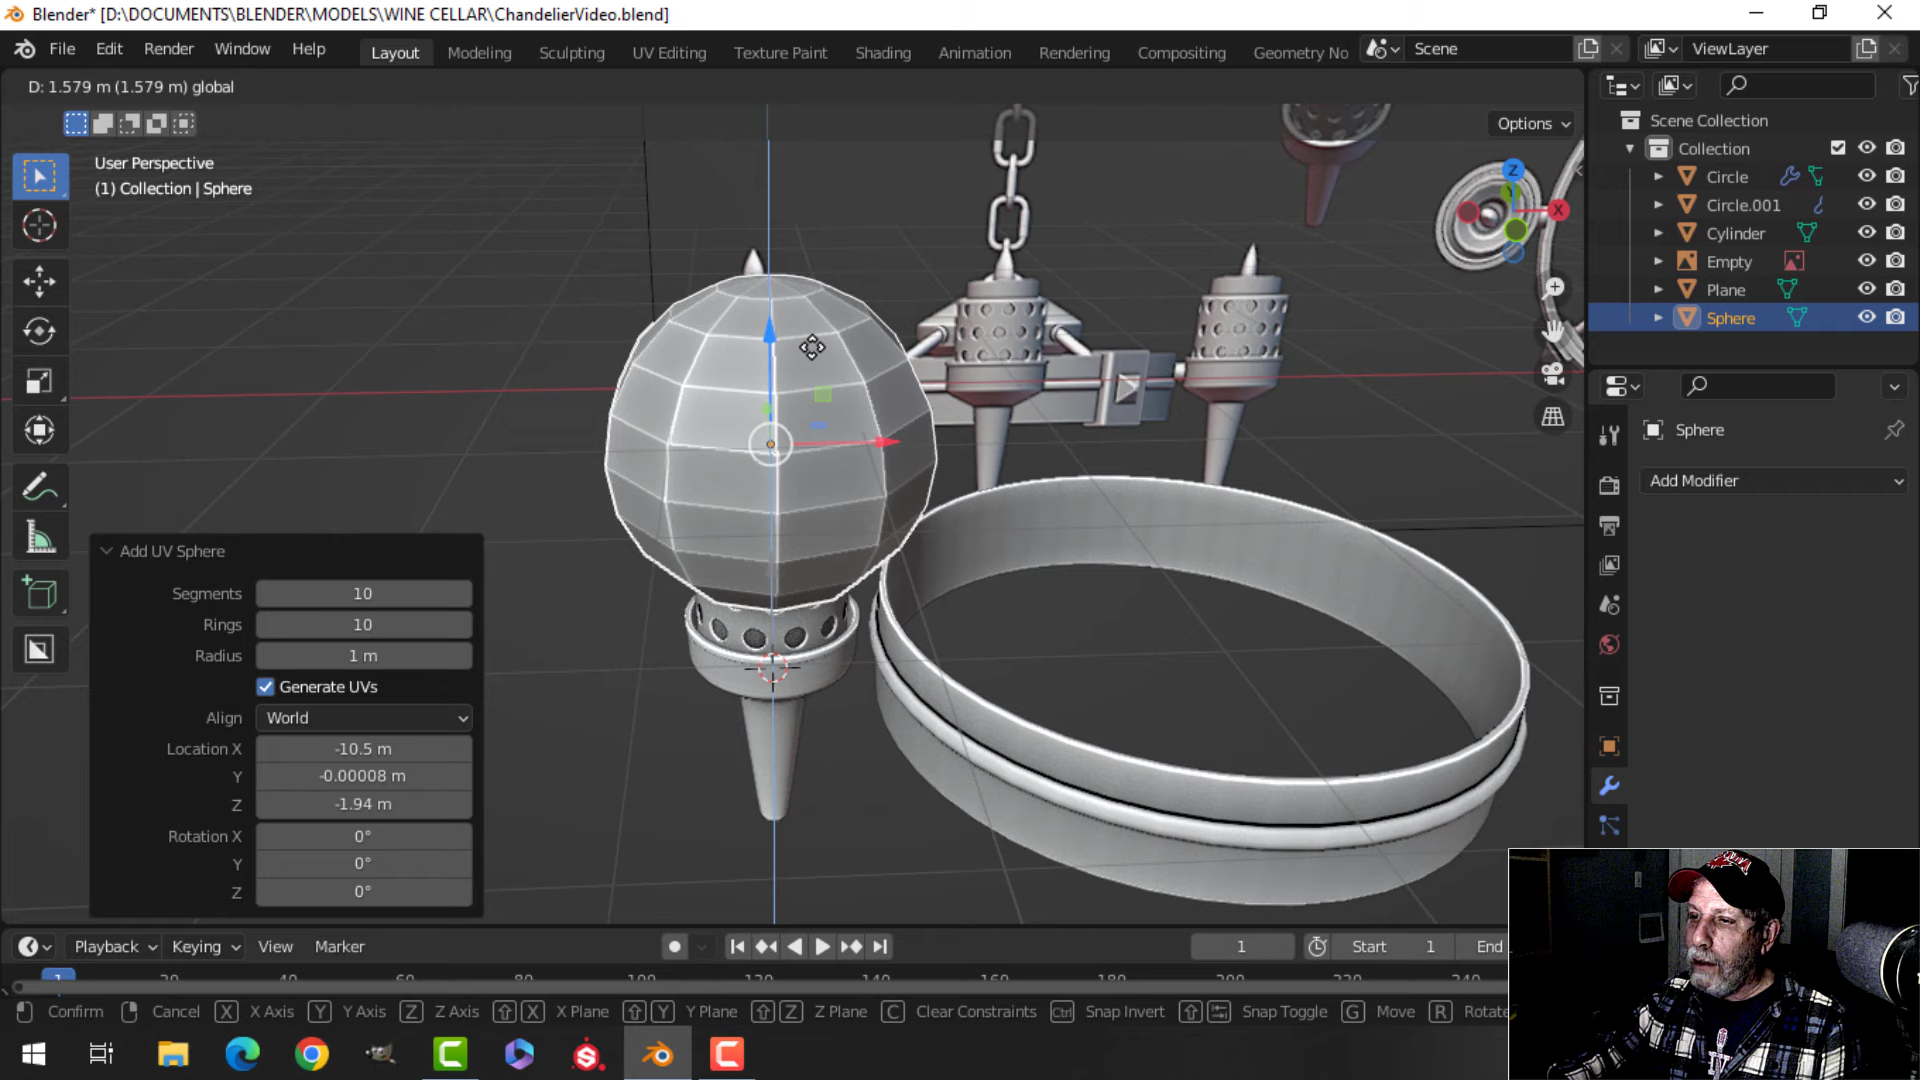 Blender* [D:\DOCUMENTS\BLENDER\MODELS\WINE CELLAR\ChandelierVideo.blend]
File Edit Render Window Help
Layout Modeling Sculpting UV Editing Texture Paint Shading Animation Rendering Compositing Geometry No
Scene ViewLayer
D: 1.579 m (1.579 m) global
Options
User Perspective
(1) Collection | Sphere
Z
X
Scene Collection
Collection
Circle
Circle.001
Cylinder
Empty
Plane
Sphere
Sphere
Add Modifier
Add UV Sphere
Segments 10
Rings 10
Radius 1 m
Generate UVs
Align World
Location X -10.5 m
Y -0.00008 m
Z -1.94 m
Rotation X 0°
Y 0°
Z 0°
Playback Keying View Marker
1
Start 1 End
1
Confirm Cancel X X Axis Y Y Axis Z Z Axis X X Plane Y Y Plane Z Z Plane C Clear Constraints Ctrl Snap Invert Snap Toggle G Move R Rotate